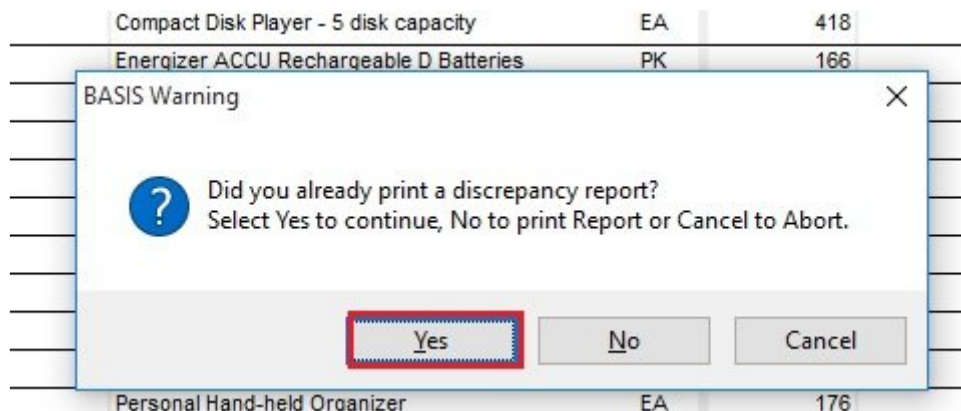 Compact Disk Player - 5 disk capacity EA 418
Energizer ACCU Rechargeable D Batteries PK 166
BASIS Warning
Did you already print a discrepancy report?
Select Yes to continue, No to print Report or Cancel to Abort.
Yes No Cancel
Personal Hand-held Organizer EA 176